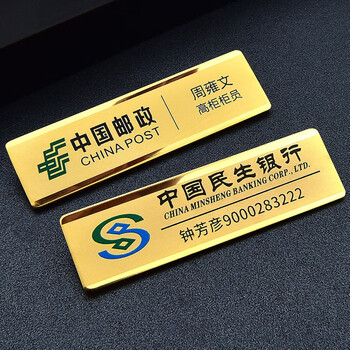 中国邮政
CHINA POST
周雍文
高柜柜员
中国民生银行
CHINA MINSHENG BANKING CORP.,LTD.
钟芳彦9000283222